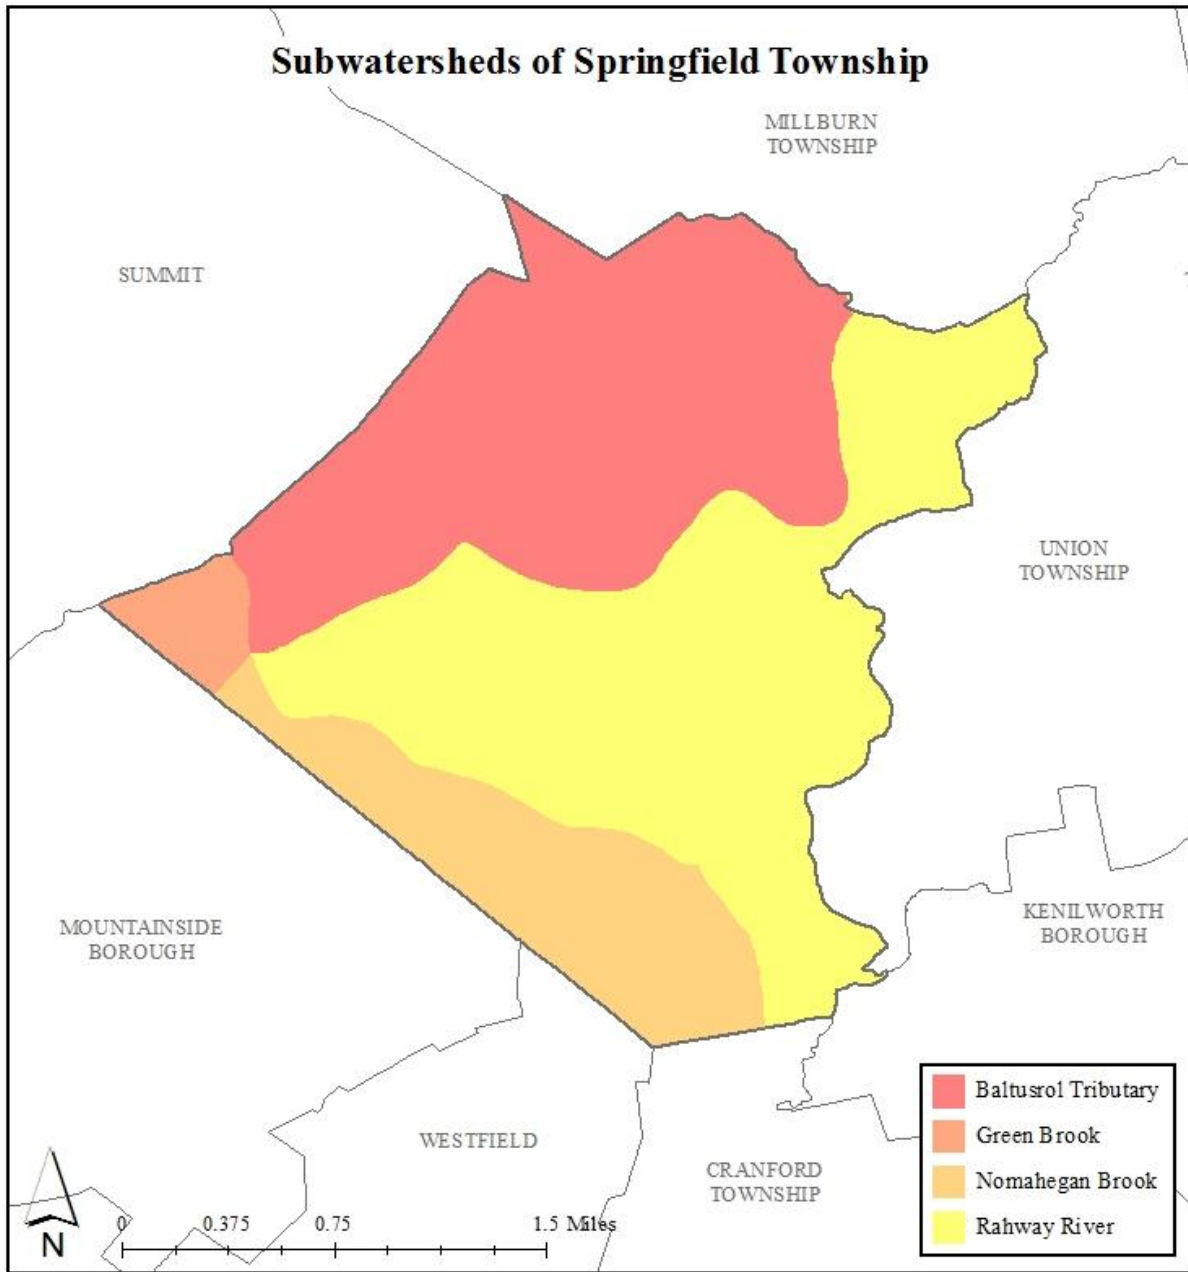 Subwatersheds of Springfield Township
MILLBURN
TOWNSHIP
SUMMIT
UNION
TOWNSHIP
MOUNTAINSIDE
BOROUGH
KENILWORTH
BOROUGH
WESTFIELD
CRANFORD
TOWNSHIP
Baltusrol Tributary
Green Brook
Nomahegan Brook
Rahway River
N
0 0.375 0.75 1.5 Miles